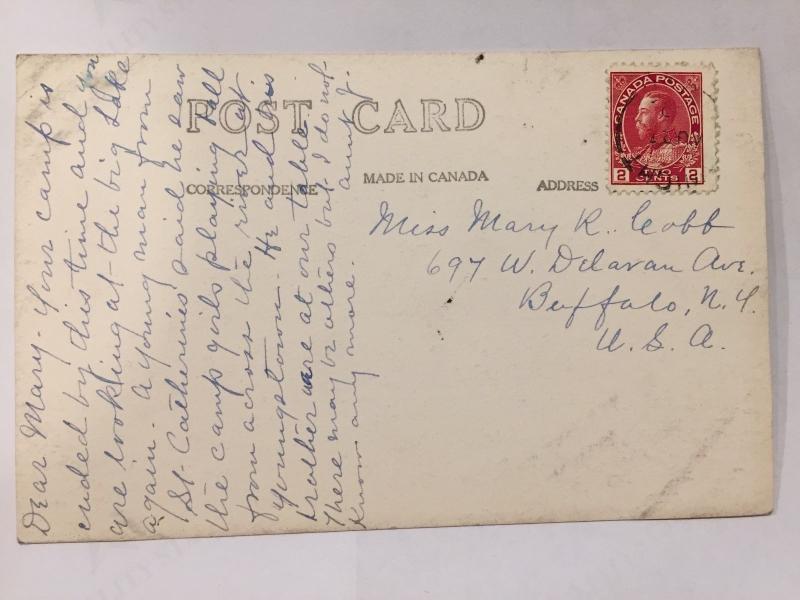 POST CARD
CORRESPONDENCE
MADE IN CANADA
ADDRESS
CANADA POSTAGE
2 TWO CENTS 2
Miss Mary K. Cobb
697 W. Delavan Ave.
Buffalo, N.Y.
U.S.A.
Dear Mary - Your camp is
ended by this time and you
are looking at the big Lake
again. A young man from
St. Catherines said he saw
the camp girls playing ball
from across the river at
Youngstown. He and his
brother were at our table.
There may be others but I do not
know any more. Aunt J.